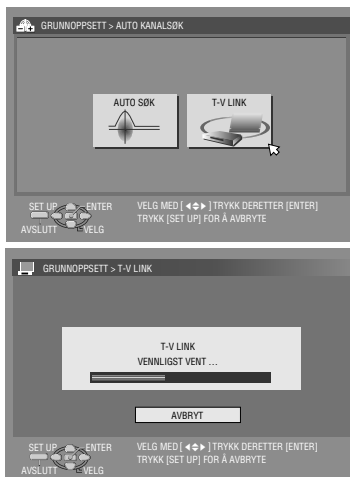 GRUNNOPPSETT > AUTO KANALSØK
AUTO SØK
T-V LINK
SET UP
ENTER
AVSLUTT
VELG
VELG MED [ ] TRYKK DERETTER [ENTER]
TRYKK [SET UP] FOR Å AVBRYTE
GRUNNOPPSETT > T-V LINK
T-V LINK
VENNLIGST VENT ...
AVBRYT
SET UP
ENTER
AVSLUTT
VELG
VELG MED [ ] TRYKK DERETTER [ENTER]
TRYKK [SET UP] FOR Å AVBRYTE